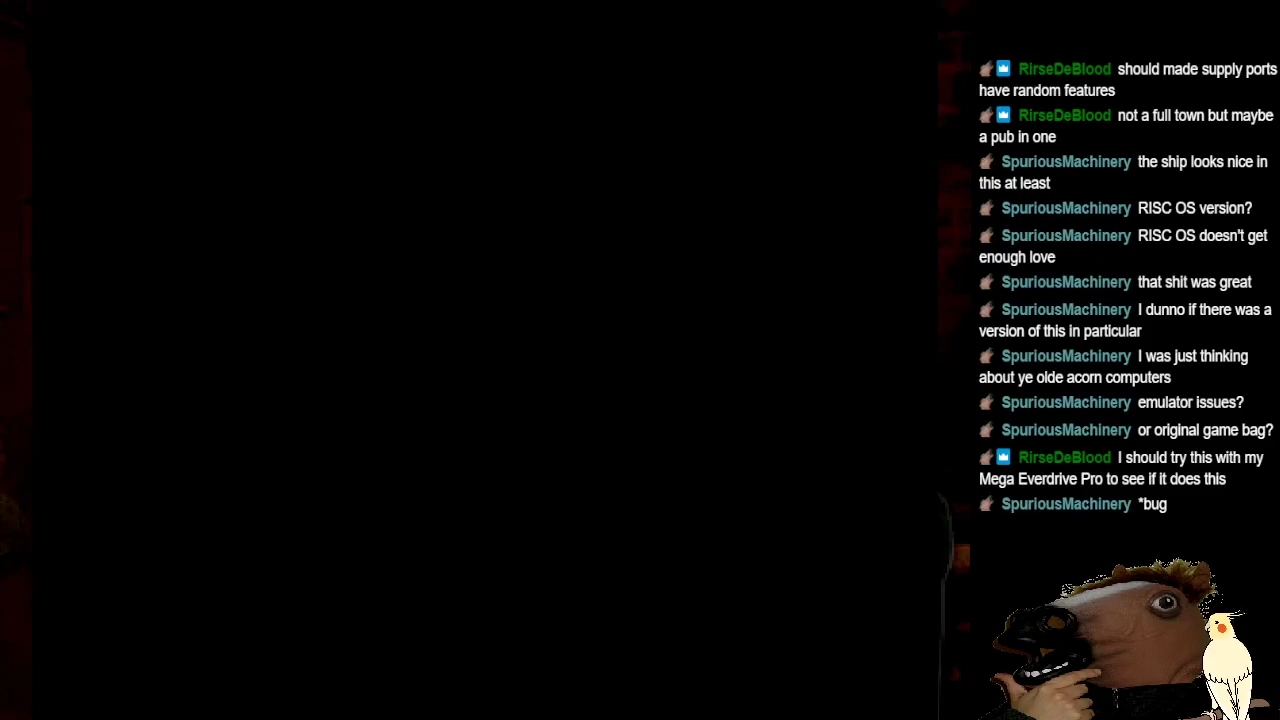 RirseDeBlood should made supply ports
have random features
RirseDeBlood not a full town but maybe
a pub in one
SpuriousMachinery the ship looks nice in
this at least
SpuriousMachinery RISC OS version?
SpuriousMachinery RISC OS doesn't get
enough love
SpuriousMachinery that shit was great
SpuriousMachinery I dunno if there was a
version of this in particular
SpuriousMachinery I was just thinking
about ye olde acorn computers
SpuriousMachinery emulator issues?
SpuriousMachinery or original game bag?
RirseDeBlood I should try this with my
Mega Everdrive Pro to see if it does this
SpuriousMachinery *bug